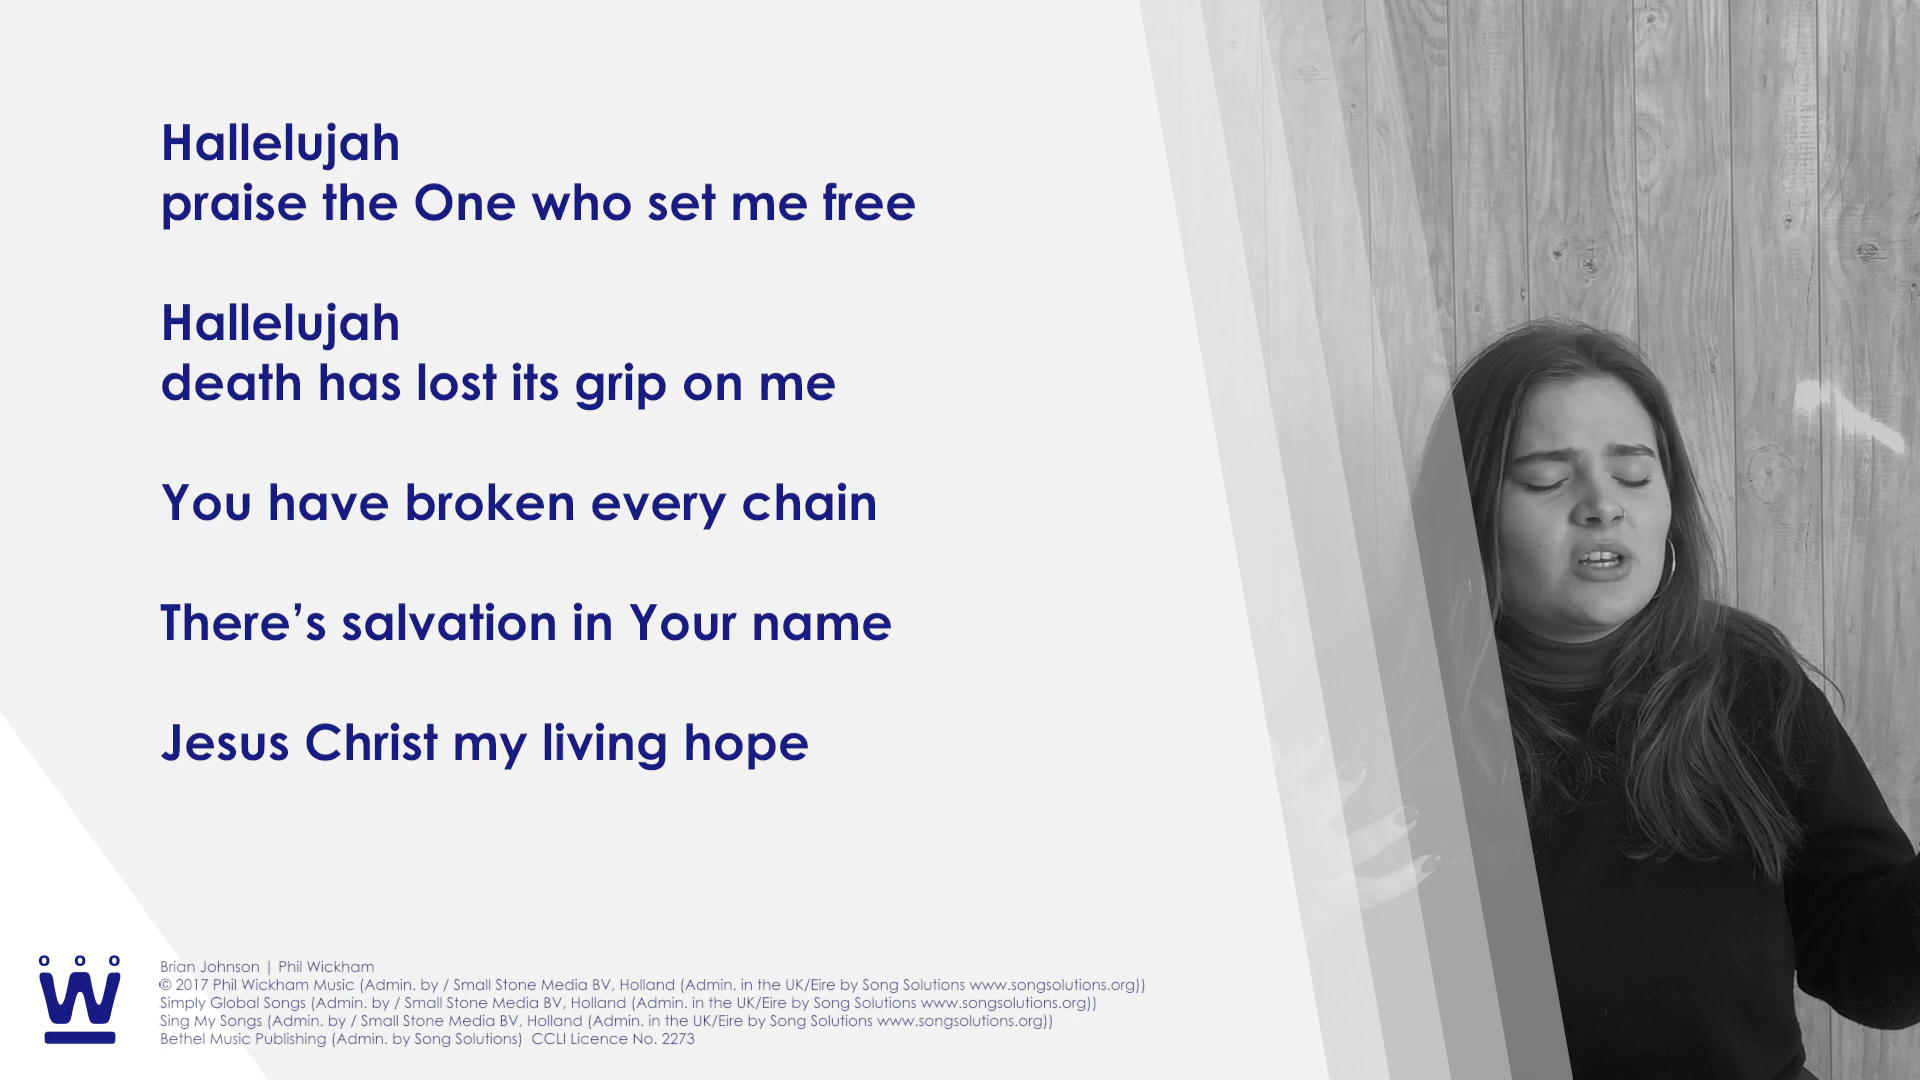 Hallelujah
praise the One who set me free
Hallelujah
death has lost its grip on me
You have broken every chain
There’s salvation in Your name
Jesus Christ my living hope
Brian Johnson | Phil Wickham
© 2017 Phil Wickham Music (Admin. by / Small Stone Media BV, Holland (Admin. in the UK/Eire by Song Solutions www.songsolutions.org))
Simply Global Songs (Admin. by / Small Stone Media BV, Holland (Admin. in the UK/Eire by Song Solutions www.songsolutions.org))
Sing My Songs (Admin. by / Small Stone Media BV, Holland (Admin. in the UK/Eire by Song Solutions www.songsolutions.org))
Bethel Music Publishing (Admin. by Song Solutions)  CCLI Licence No. 2273
W